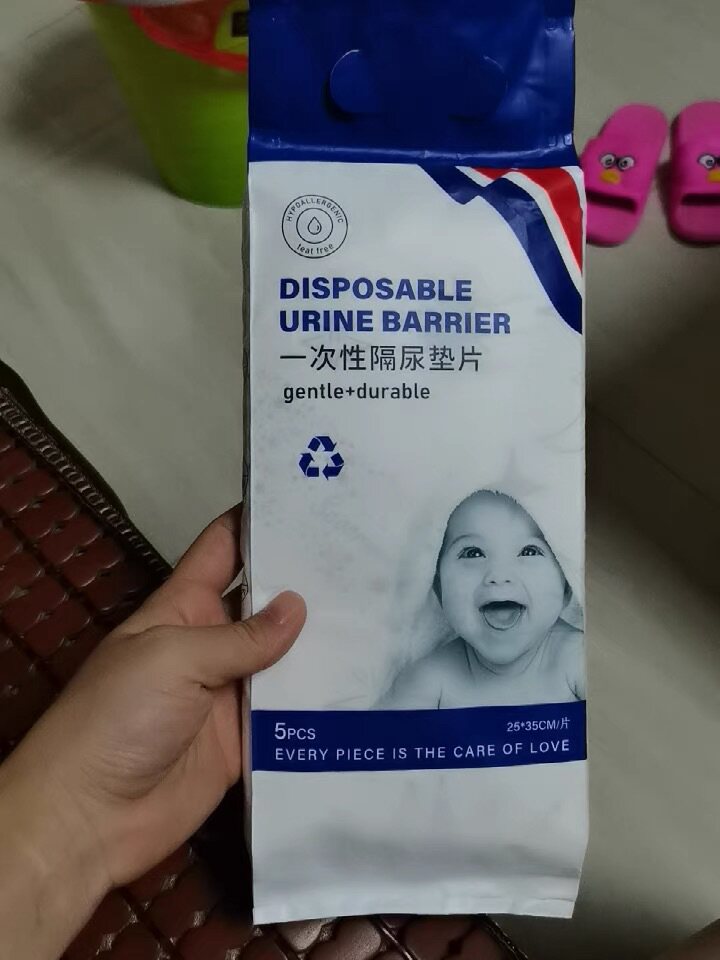 HYPOALLERGENIC
teat free
DISPOSABLE
URINE BARRIER
一次性隔尿垫片
gentle+durable
5PCS
25*35CM/片
EVERY PIECE IS THE CARE OF LOVE